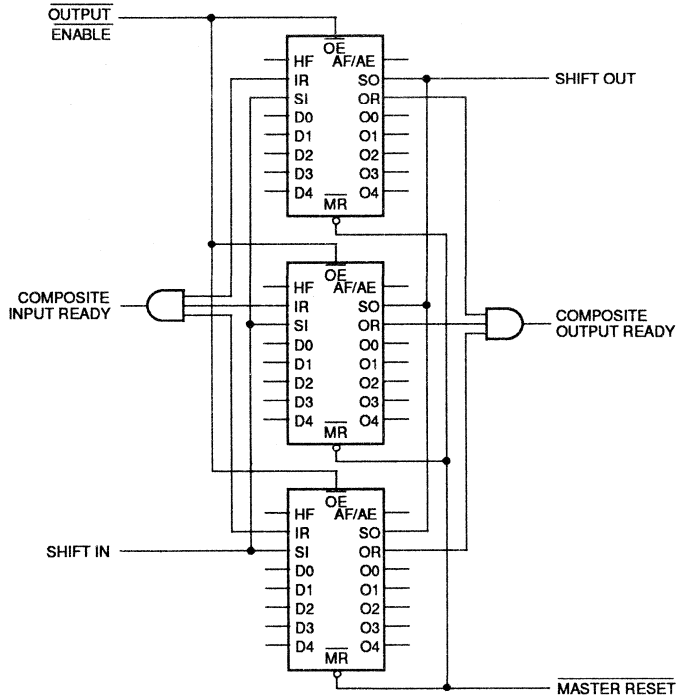 OUTPUT
ENABLE
OE
HF AF/AE
IR SO
SHIFT OUT
SI OR
D0 O0
D1 O1
D2 O2
D3 O3
D4 O4
MR
OE
HF AF/AE
COMPOSITE
INPUT READY
IR SO
SI OR
COMPOSITE
OUTPUT READY
D0 O0
D1 O1
D2 O2
D3 O3
D4 O4
MR
OE
HF AF/AE
IR SO
SHIFT IN
SI OR
D0 O0
D1 O1
D2 O2
D3 O3
D4 O4
MR
MASTER RESET